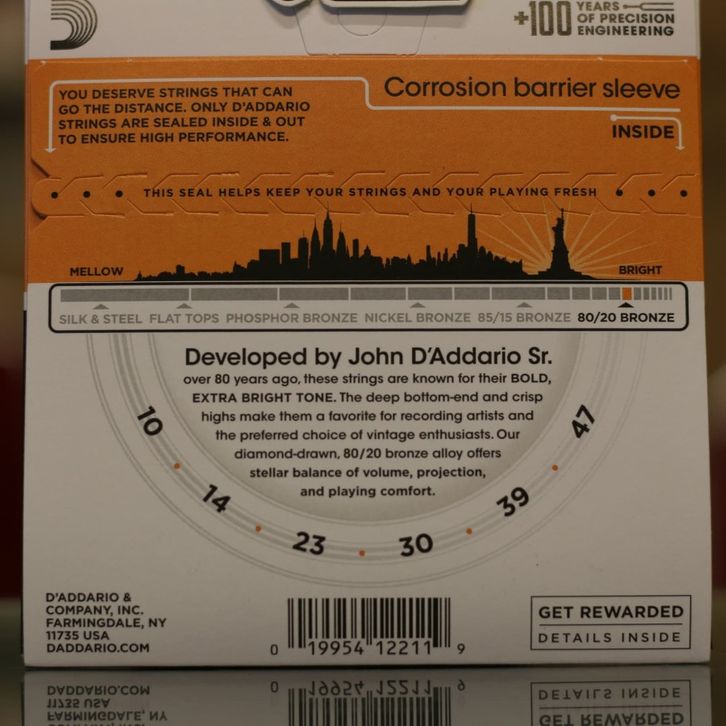 +100 YEARS
OF PRECISION
ENGINEERING
YOU DESERVE STRINGS THAT CAN
GO THE DISTANCE. ONLY D'ADDARIO
STRINGS ARE SEALED INSIDE & OUT
TO ENSURE HIGH PERFORMANCE.
Corrosion barrier sleeve
INSIDE
THIS SEAL HELPS KEEP YOUR STRINGS AND YOUR PLAYING FRESH
MELLOW
BRIGHT
SILK & STEEL FLAT TOPS PHOSPHOR BRONZE NICKEL BRONZE 85/15 BRONZE 80/20 BRONZE
Developed by John D'Addario Sr.
over 80 years ago, these strings are known for their BOLD,
EXTRA BRIGHT TONE. The deep bottom-end and crisp
highs make them a favorite for recording artists and
the preferred choice of vintage enthusiasts. Our
diamond-drawn, 80/20 bronze alloy offers
stellar balance of volume, projection,
and playing comfort.
10 • 14 • 23 • 30 • 39 • 47
D'ADDARIO &
COMPANY, INC.
FARMINGDALE, NY
11735 USA
DADDARIO.COM
0 19954 12211 9
GET REWARDED
DETAILS INSIDE